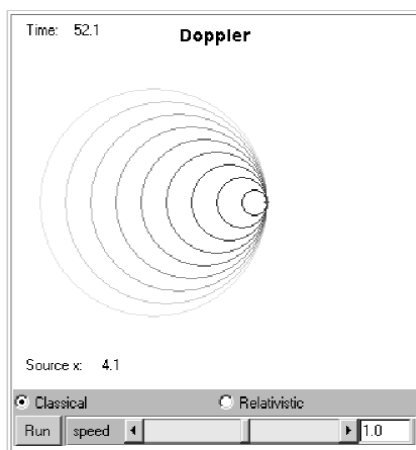 Time: 52.1
Doppler
Source x: 4.1
Classical Relativistic
Run speed 1.0